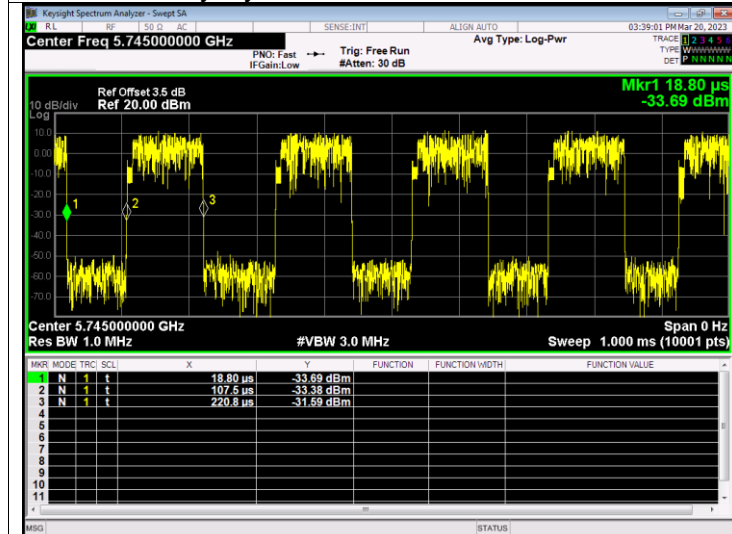 Keysight Spectrum Analyzer - Swept SA
RL RF 50 Ω AC SENSE:INT ALIGN AUTO 03:39:01 PM Mar 20, 2023
Center Freq 5.745000000 GHz
PNO: Fast
IFGain:Low
Trig: Free Run
#Atten: 30 dB
Avg Type: Log-Pwr
TRACE 1 2 3 4 5 6
TYPE WWWWWW
DET P N N N N N
Mkr1 18.80 µs
-33.69 dBm
Ref Offset 3.5 dB
10 dB/div Ref 20.00 dBm
Log
10.0
0.00
-10.0
-20.0
-30.0
-40.0
-50.0
-60.0
-70.0
1
2
3
Center 5.745000000 GHz Span 0 Hz
Res BW 1.0 MHz #VBW 3.0 MHz Sweep 1.000 ms (10001 pts)
MKR MODE TRC SCL X Y FUNCTION FUNCTION WIDTH FUNCTION VALUE
1 N 1 t 18.80 µs -33.69 dBm
2 N 1 t 107.5 µs -33.38 dBm
3 N 1 t 220.8 µs -31.59 dBm
4
5
6
7
8
9
10
11
MSG STATUS